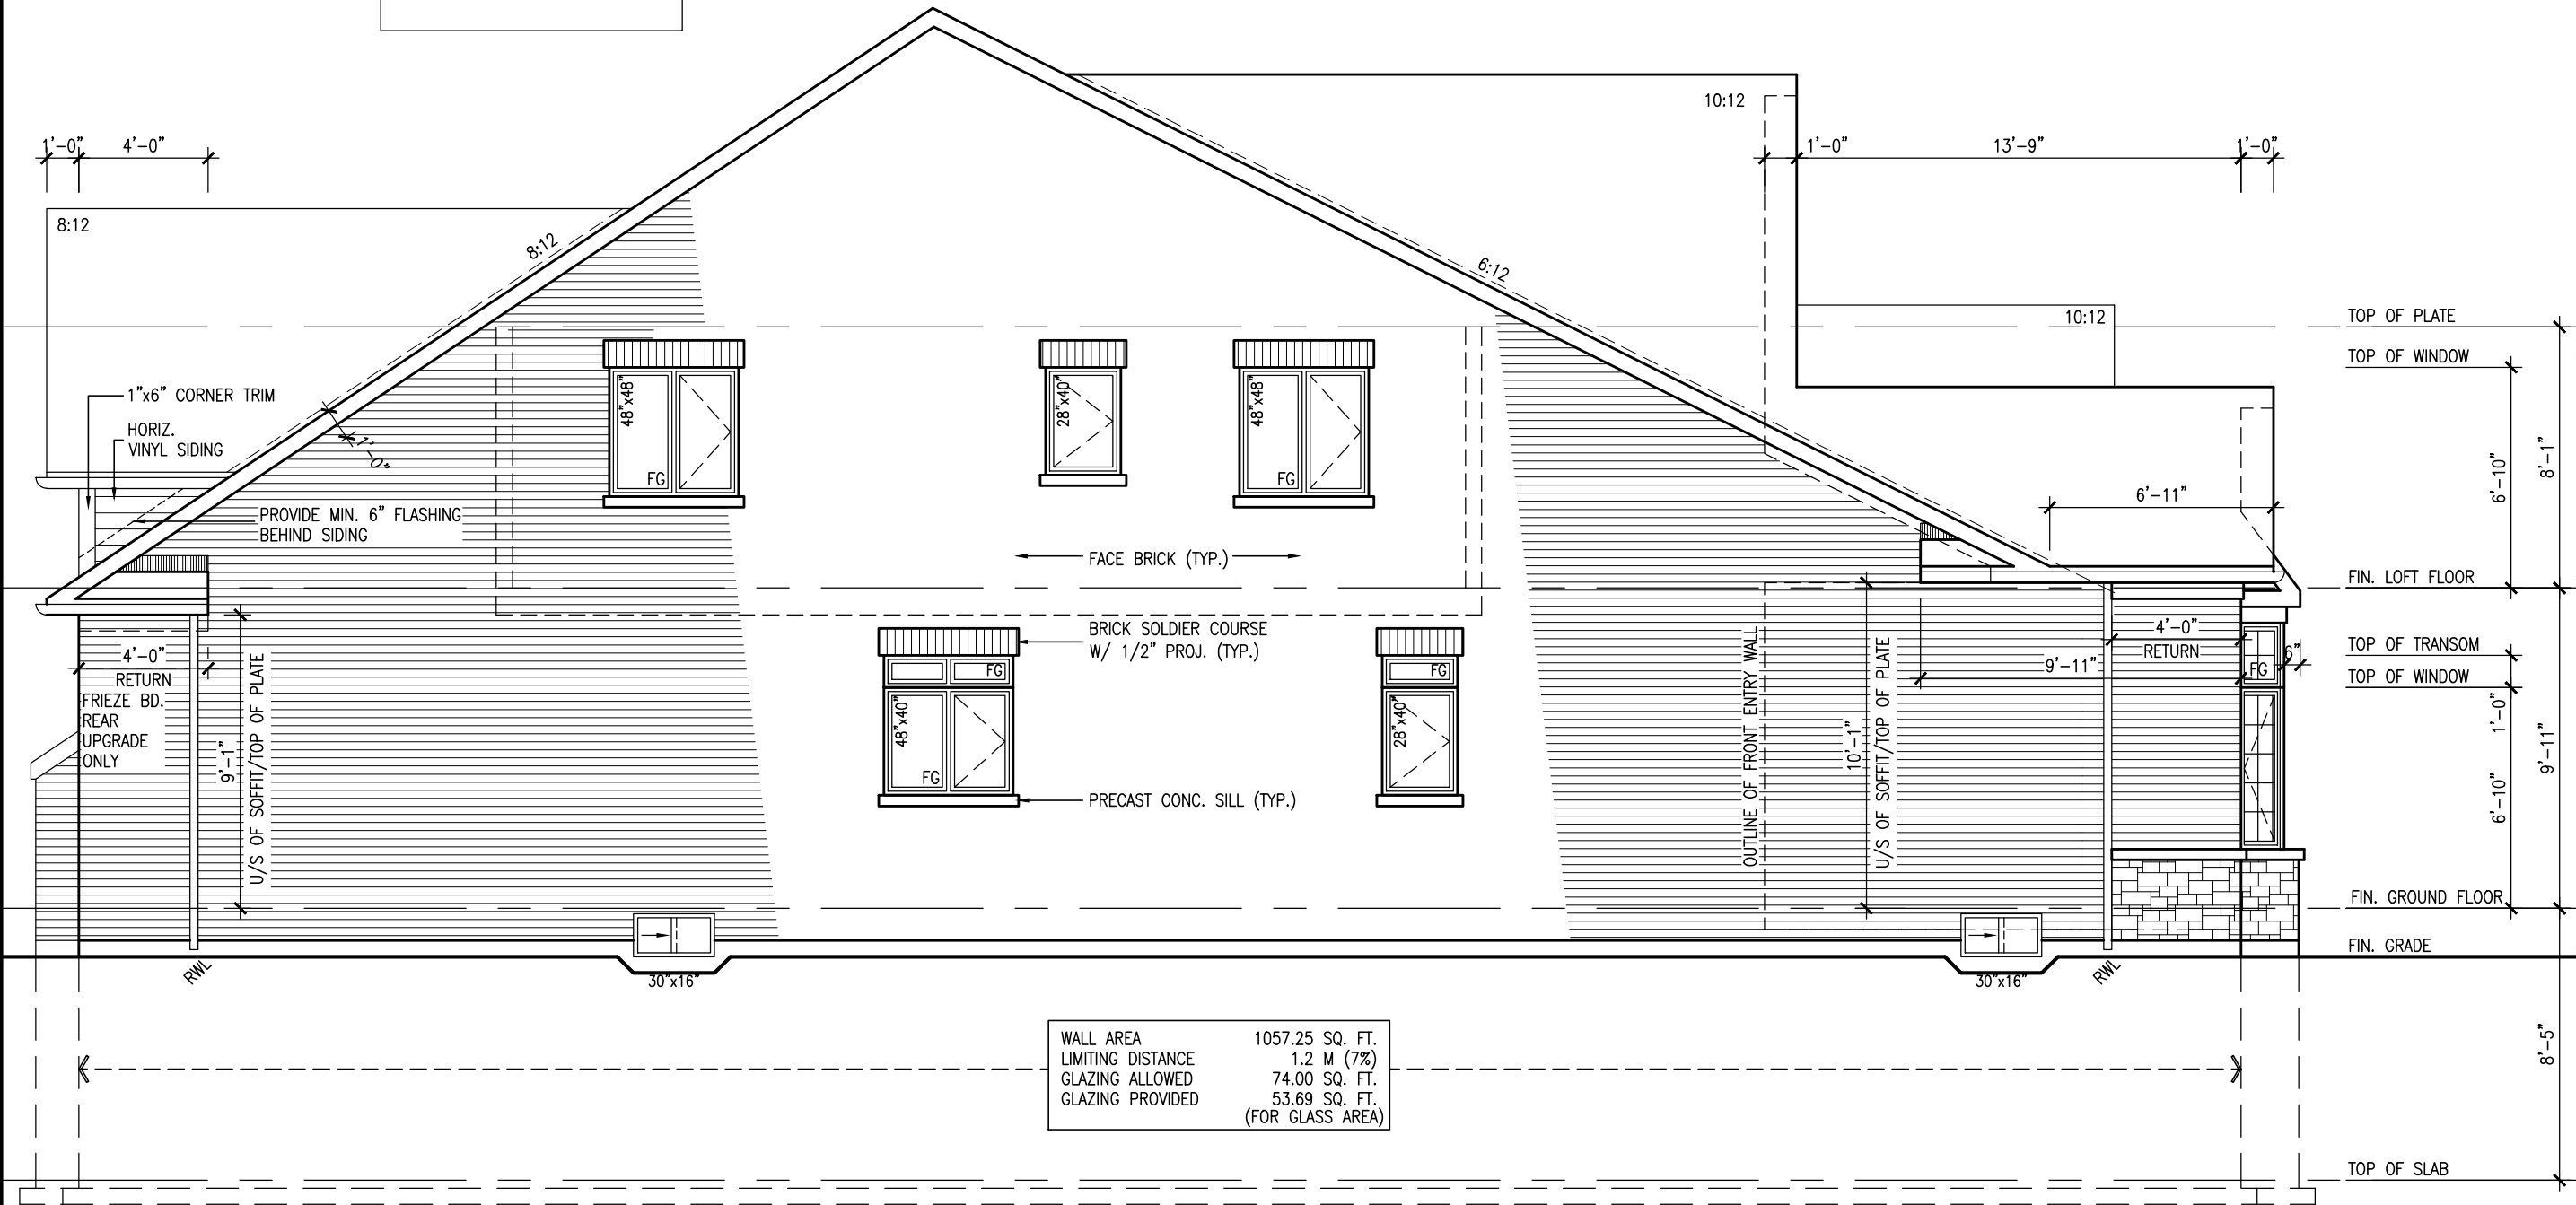 10:12
1'-0"
4'-0"
1'-0"
13'-9"
1'-0"
8:12
8:12
6:12
10:12
TOP OF PLATE
TOP OF WINDOW
1"x6" CORNER TRIM
HORIZ.
VINYL SIDING
1'-0"
48"x48"
FG
28"x40"
48"x48"
FG
6'-10"
8'-1"
6'-11"
PROVIDE MIN. 6" FLASHING
BEHIND SIDING
FACE BRICK (TYP.)
FIN. LOFT FLOOR
BRICK SOLDIER COURSE
W/ 1/2" PROJ. (TYP.)
4'-0"
RETURN
FRIEZE BD.
REAR
UPGRADE
ONLY
9'-1"
U/S OF SOFFIT/TOP OF PLATE
FG
48"x40"
FG
FG
28"x40"
OUTLINE OF FRONT ENTRY WALL
10'-1"
U/S OF SOFFIT/TOP OF PLATE
4'-0"
RETURN
9'-11"
FG
6"
TOP OF TRANSOM
TOP OF WINDOW
1'-0"
6'-10"
9'-11"
PRECAST CONC. SILL (TYP.)
FIN. GROUND FLOOR
FIN. GRADE
RWL
30"x16"
30"x16"
RWL
WALL AREA 1057.25 SQ. FT.
LIMITING DISTANCE 1.2 M (7%)
GLAZING ALLOWED 74.00 SQ. FT.
GLAZING PROVIDED 53.69 SQ. FT.
(FOR GLASS AREA)
8'-5"
TOP OF SLAB